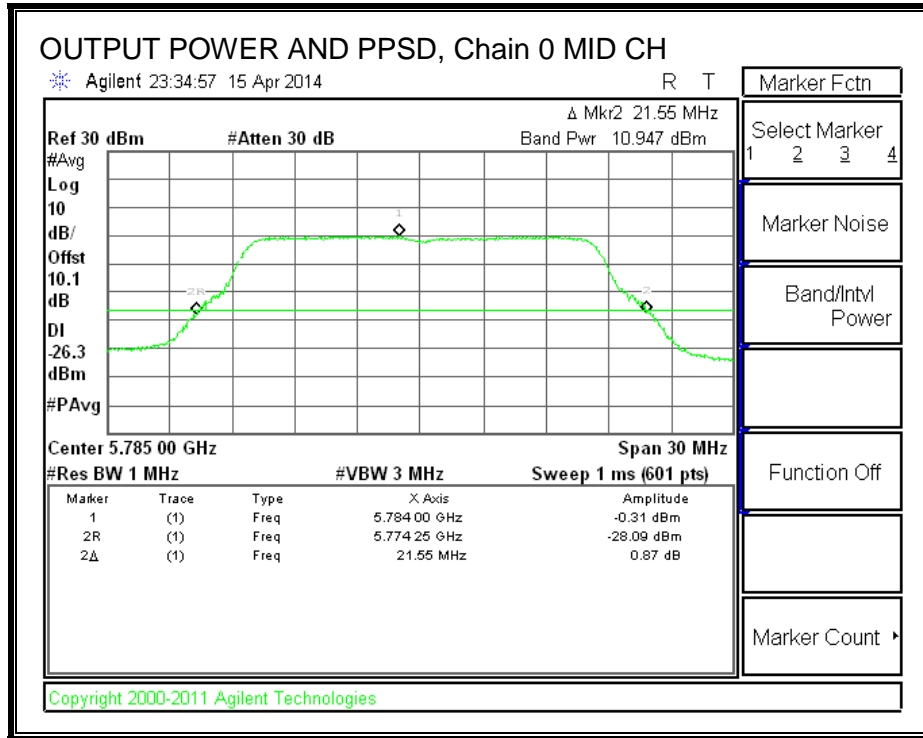 OUTPUT POWER AND PPSD, Chain 0 MID CH
Agilent 23:34:57 15 Apr 2014 R T
Δ Mkr2 21.55 MHz
Ref 30 dBm #Atten 30 dB Band Pwr 10.947 dBm
#Avg
Log
10
dB/
Offst
10.1
dB
DI
-26.3
dBm
#PAvg
1
2R
2
Center 5.785 00 GHz Span 30 MHz
#Res BW 1 MHz #VBW 3 MHz Sweep 1 ms (601 pts)
Marker Trace Type X Axis Amplitude
1 (1) Freq 5.784 00 GHz -0.31 dBm
2R (1) Freq 5.774 25 GHz -28.09 dBm
2Δ (1) Freq 21.55 MHz 0.87 dB
Copyright 2000-2011 Agilent Technologies
Marker Fctn
Select Marker
1 2 3 4
Marker Noise
Band/Intvl
Power
Function Off
Marker Count